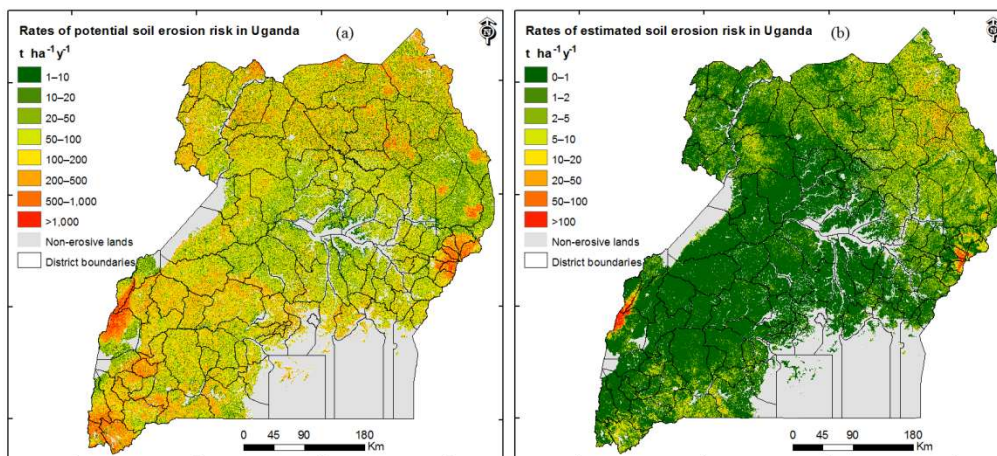 Rates of potential soil erosion risk in Uganda (a)
N
t ha⁻¹y⁻¹
1–10
10–20
20–50
50–100
100–200
200–500
500–1,000
>1,000
Non-erosive lands
District boundaries
0 45 90 180
Km
Rates of estimated soil erosion risk in Uganda (b)
N
t ha⁻¹y⁻¹
0–1
1–2
2–5
5–10
10–20
20–50
50–100
>100
Non-erosive lands
District boundaries
0 45 90 180
Km